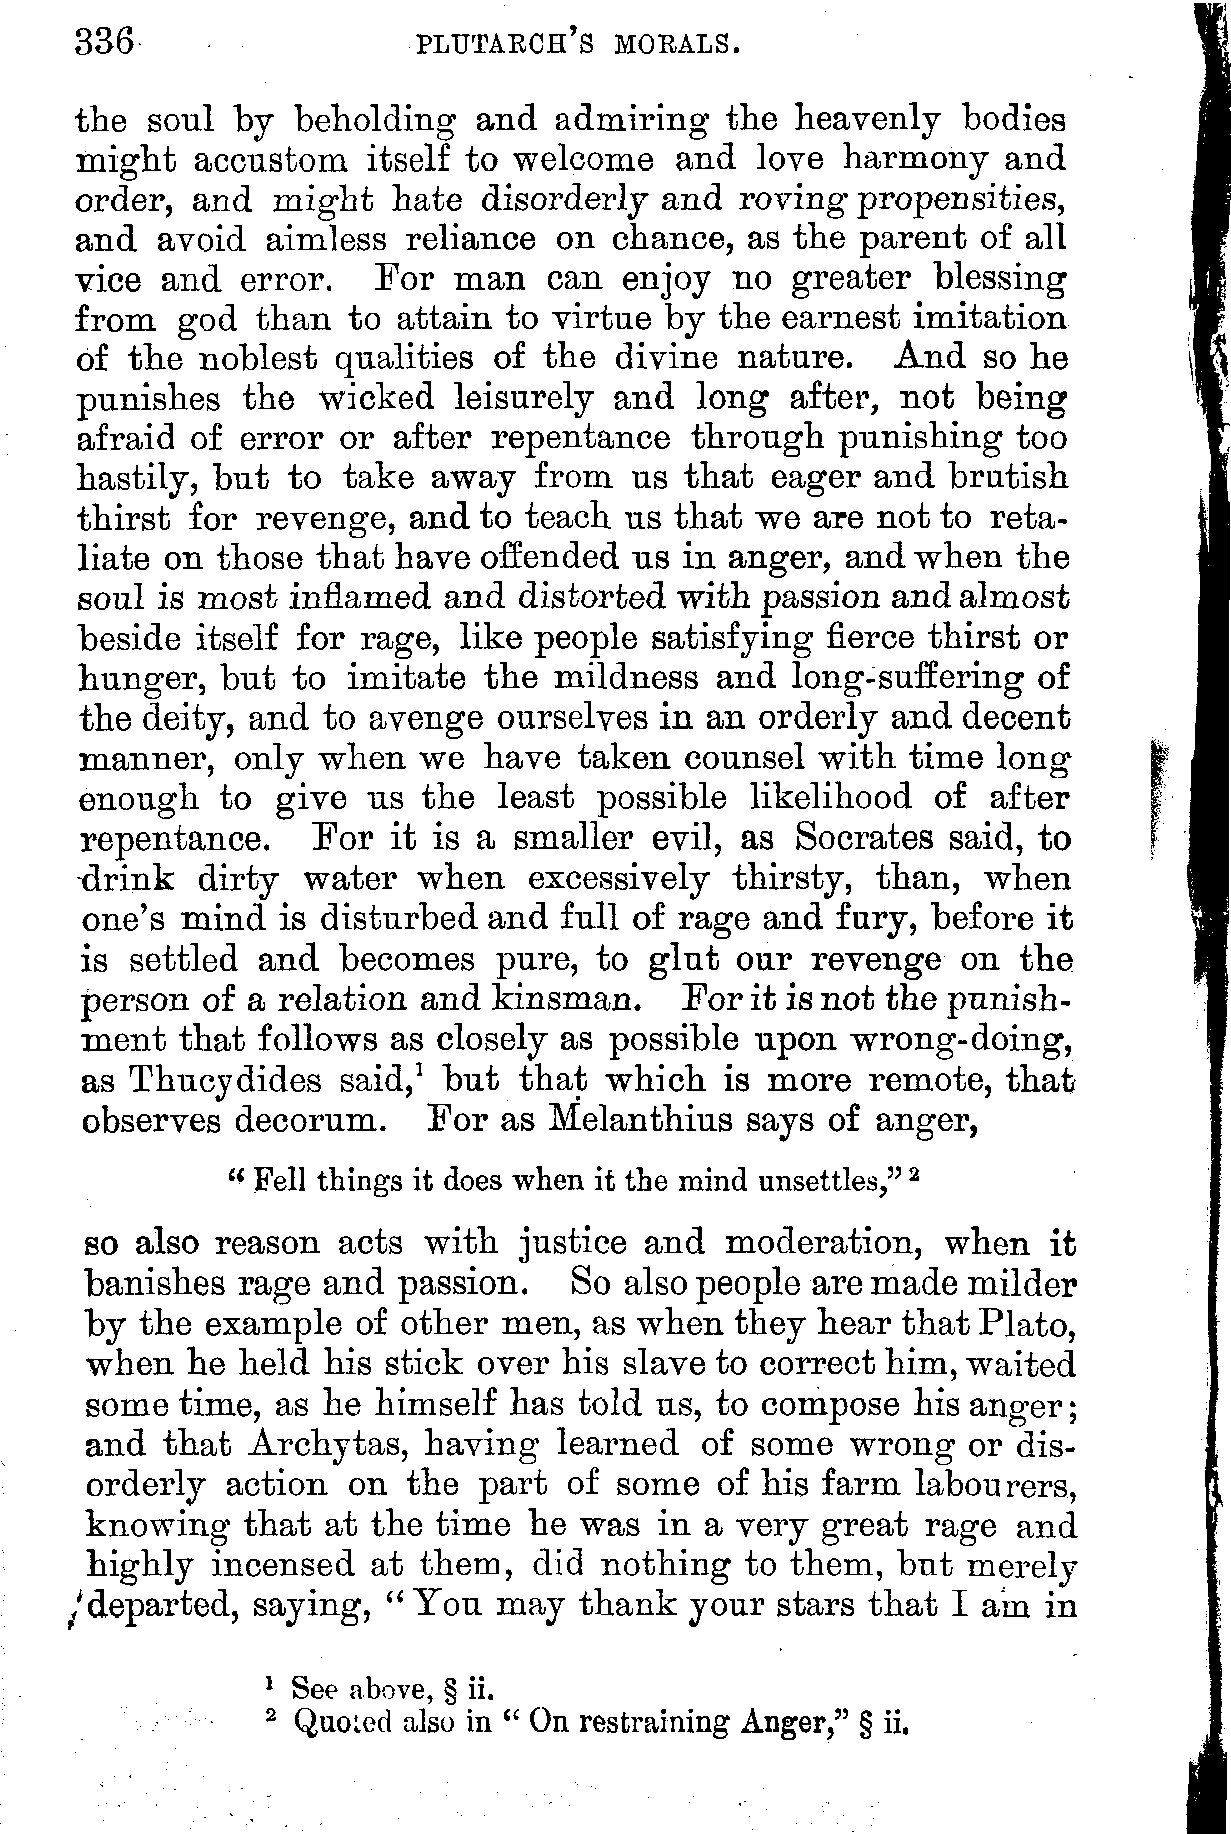 336 PLUTARCH'S MORALS.
the soul by beholding and admiring the heavenly bodies
might accustom itself to welcome and love harmony and
order, and might hate disorderly and roving propensities,
and avoid aimless reliance on chance, as the parent of all
vice and error. For man can enjoy no greater blessing
from god than to attain to virtue by the earnest imitation
of the noblest qualities of the divine nature. And so he
punishes the wicked leisurely and long after, not being
afraid of error or after repentance through punishing too
hastily, but to take away from us that eager and brutish
thirst for revenge, and to teach us that we are not to reta-
liate on those that have offended us in anger, and when the
soul is most inflamed and distorted with passion and almost
beside itself for rage, like people satisfying fierce thirst or
hunger, but to imitate the mildness and long-suffering of
the deity, and to avenge ourselves in an orderly and decent
manner, only when we have taken counsel with time long
enough to give us the least possible likelihood of after
repentance. For it is a smaller evil, as Socrates said, to
drink dirty water when excessively thirsty, than, when
one's mind is disturbed and full of rage and fury, before it
is settled and becomes pure, to glut our revenge on the
person of a relation and kinsman. For it is not the punish-
ment that follows as closely as possible upon wrong-doing,
as Thucydides said,¹ but that which is more remote, that
observes decorum. For as Melanthius says of anger,
“Fell things it does when it the mind unsettles,” ²
so also reason acts with justice and moderation, when it
banishes rage and passion. So also people are made milder
by the example of other men, as when they hear that Plato,
when he held his stick over his slave to correct him, waited
some time, as he himself has told us, to compose his anger;
and that Archytas, having learned of some wrong or dis-
orderly action on the part of some of his farm labourers,
knowing that at the time he was in a very great rage and
highly incensed at them, did nothing to them, but merely
departed, saying, “You may thank your stars that I am in
¹ See above, § ii.
² Quoted also in “On restraining Anger,” § ii.